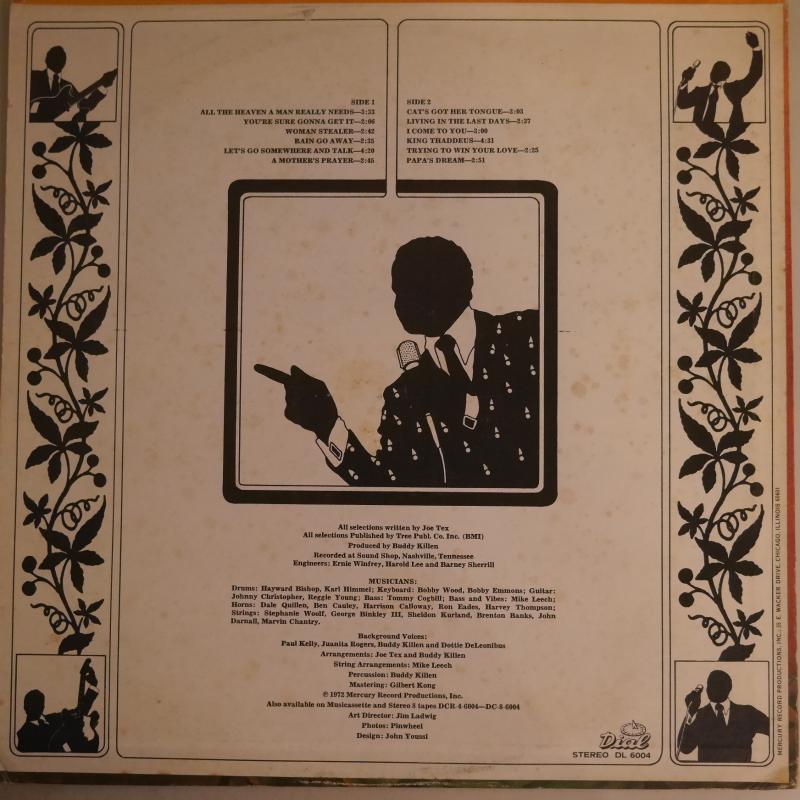 SIDE 1
ALL THE HEAVEN A MAN REALLY NEEDS—3:33
YOU'RE SURE GONNA GET IT—2:06
WOMAN STEALER—2:42
RAIN GO AWAY—2:35
LET'S GO SOMEWHERE AND TALK—4:20
A MOTHER'S PRAYER—2:45
SIDE 2
CAT'S GOT HER TONGUE—3:03
LIVING IN THE LAST DAYS—2:27
I COME TO YOU—3:00
KING THADDEUS—4:31
TRYING TO WIN YOUR LOVE—2:25
PAPA'S DREAM—2:51
All selections written by Joe Tex
All selections Published by Tree Publ. Co. Inc. (BMI)
Produced by Buddy Killen
Recorded at Sound Shop, Nashville, Tennessee
Engineers: Ernie Winfrey, Harold Lee and Barney Sherrill
MUSICIANS:
Drums: Hayward Bishop, Karl Himmel; Keyboard: Bobby Wood, Bobby Emmons; Guitar:
Johnny Christopher, Reggie Young; Bass: Tommy Cogbill; Bass and Vibes: Mike Leech;
Horns: Dale Quillen, Ben Cauley, Harrison Calloway, Ron Eades, Harvey Thompson;
Strings: Stephanie Woolf, George Binkley III, Sheldon Kurland, Brenton Banks, John
Darnall, Marvin Chantry.
Background Voices:
Paul Kelly, Juanita Rogers, Buddy Killen and Dottie DeLeonibus
Arrangements: Joe Tex and Buddy Killen
String Arrangements: Mike Leech
Percussion: Buddy Killen
Mastering: Gilbert Kong
℗ 1972 Mercury Record Productions, Inc.
Also available on Musicassette and Stereo 8 tapes DCR-4-6004—DC-8-6004
Art Director: Jim Ladwig
Photos: Pinwheel
Design: John Youssi
Dial
STEREO DL 6004
MERCURY RECORD PRODUCTIONS, INC., 35 E. WACKER DRIVE, CHICAGO, ILLINOIS 60601